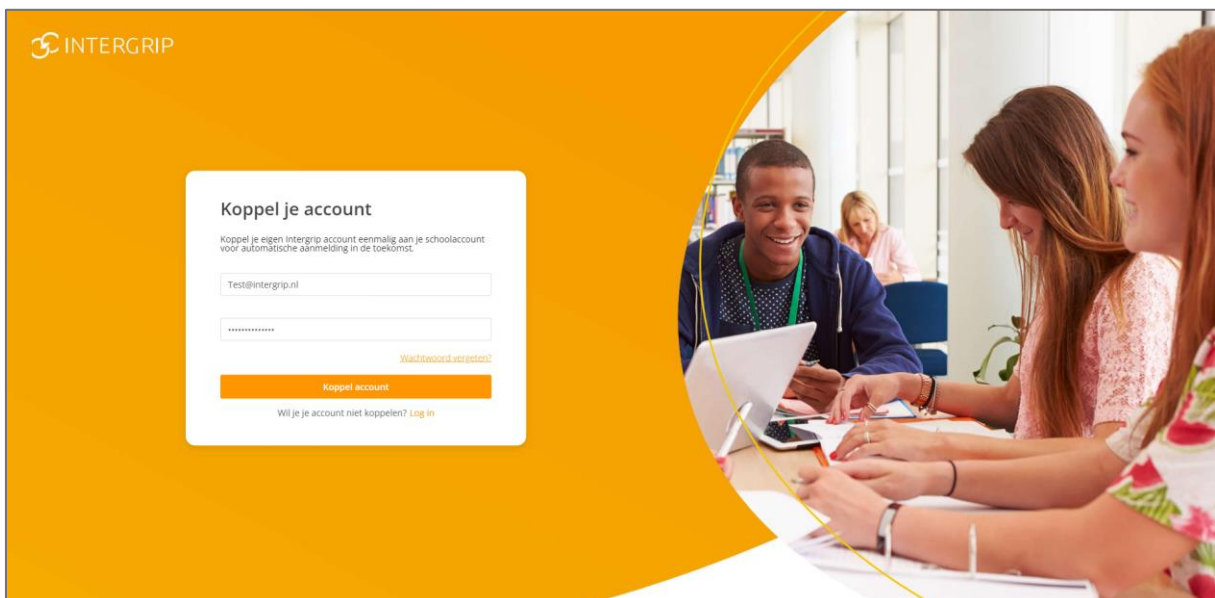 INTERGRIP
Koppel je account
Koppel je eigen Intergrip account eenmalig aan je schoolaccount
voor automatische aanmelding in de toekomst.
Test@intergrip.nl
••••••••••••••
Wachtwoord vergeten?
Koppel account
Wil je je account niet koppelen? Log in